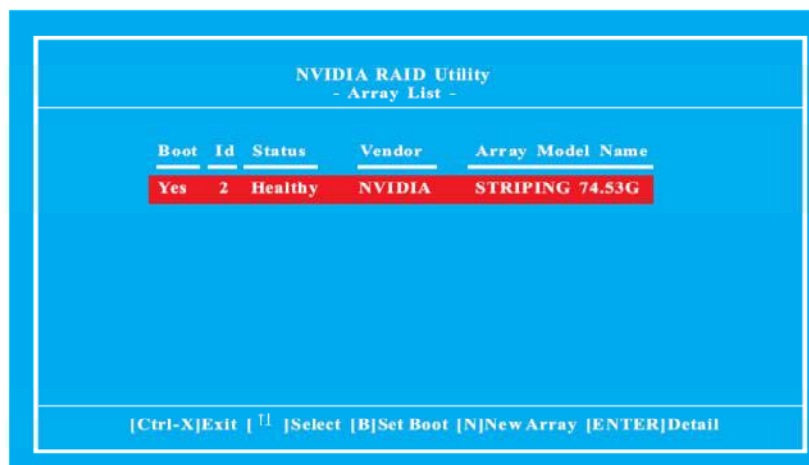 NVIDIA RAID Utility
- Array List -
Boot Id Status Vendor Array Model Name
Yes 2 Healthy NVIDIA STRIPING 74.53G
[Ctrl-X]Exit [↑↓]Select [B]Set Boot [N]New Array [ENTER]Detail